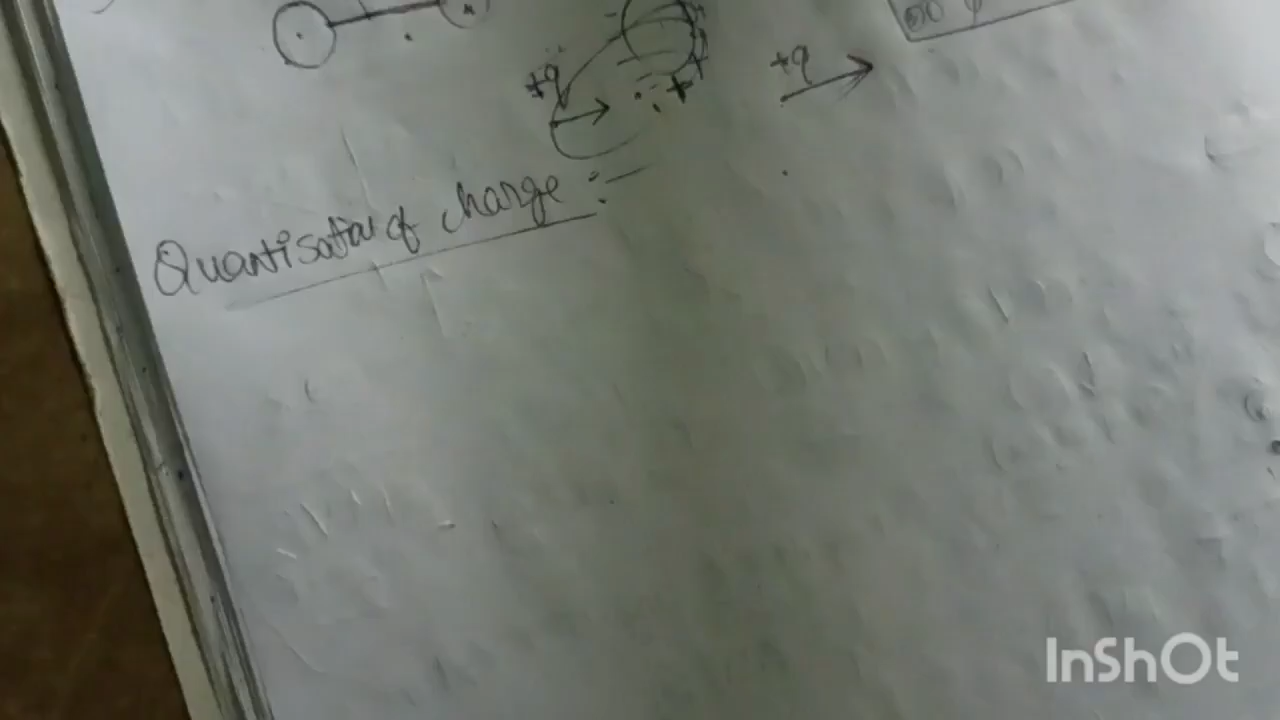 +q
+q
Quantisation of charge :-
InShOt